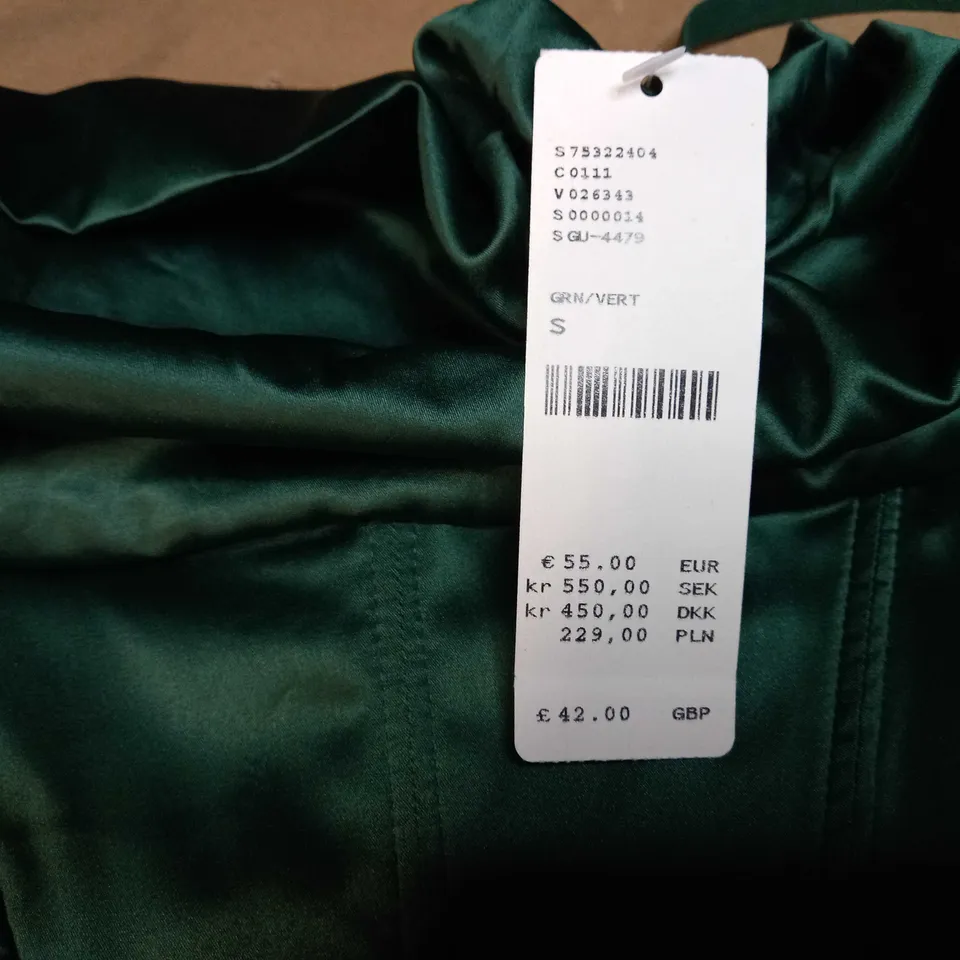 S75322404
C0111
V026343
S0000014
SGU-4479
GRN/VERT
S
€ 55.00 EUR
kr 550,00 SEK
kr 450,00 DKK
229,00 PLN
£ 42.00 GBP